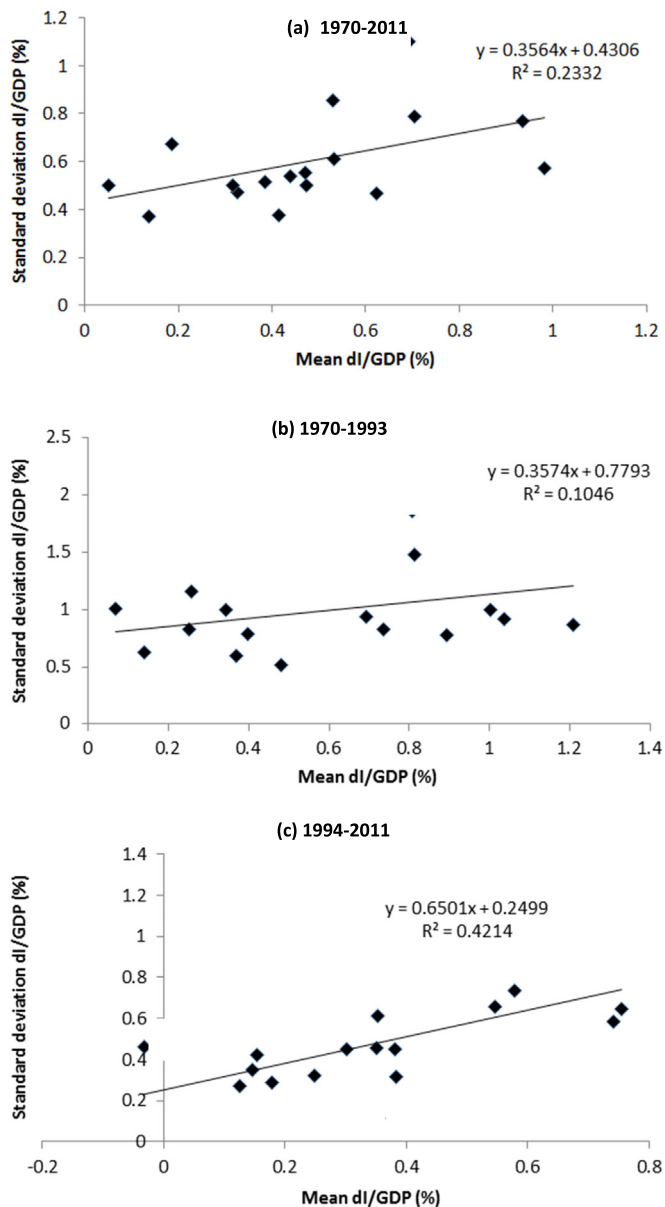 (a) 1970-2011
y = 0.3564x + 0.4306
R² = 0.2332
Standard deviation dI/GDP (%)
1.2
1
0.8
0.6
0.4
0.2
0
0 0.2 0.4 0.6 0.8 1 1.2
Mean dI/GDP (%)
(b) 1970-1993
y = 0.3574x + 0.7793
R² = 0.1046
Standard deviation dI/GDP (%)
2.5
2
1.5
1
0.5
0
0 0.2 0.4 0.6 0.8 1 1.2 1.4
Mean dI/GDP (%)
(c) 1994-2011
y = 0.6501x + 0.2499
R² = 0.4214
Standard deviation dI/GDP (%)
1.4
1.2
1
0.8
0.6
0.4
0.2
0
-0.2 0 0.2 0.4 0.6 0.8
Mean dI/GDP (%)